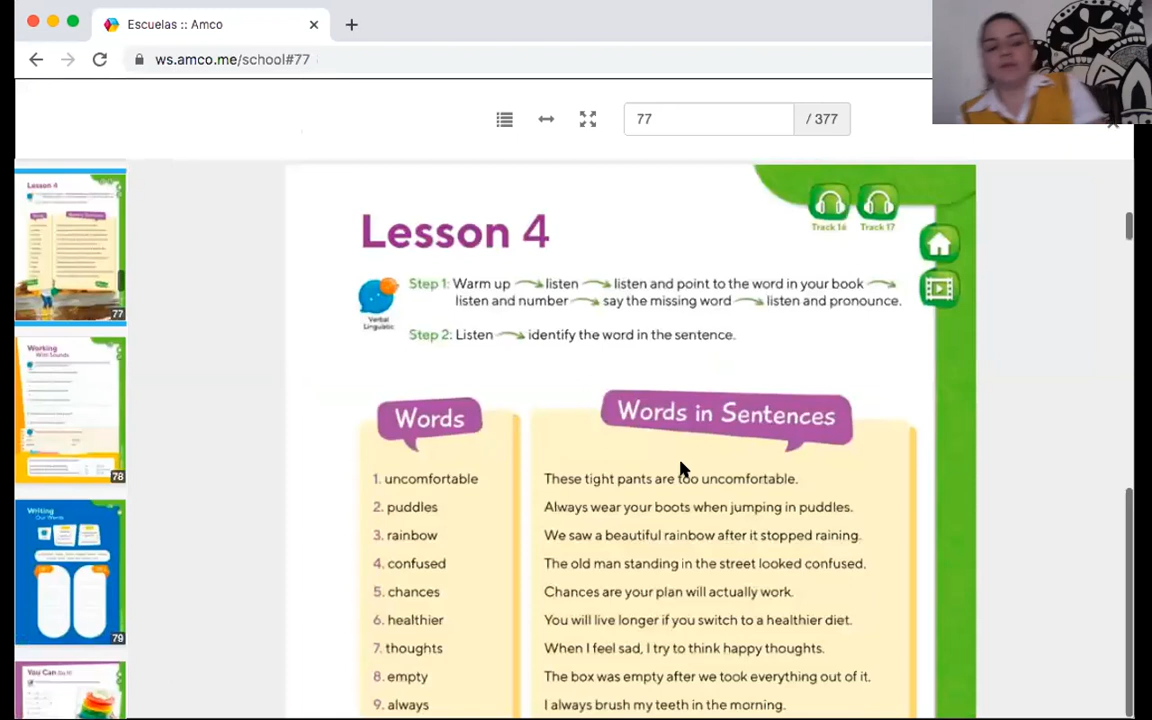 Escuelas :: Amco
ws.amco.me/school#77
77 / 377
Lesson 4
Track 16 Track 17
Step 1: Warm up listen listen and point to the word in your book
listen and number say the missing word listen and pronounce.
Verbal
Linguistic
Step 2: Listen identify the word in the sentence.
Words
Words in Sentences
1. uncomfortable These tight pants are too uncomfortable.
2. puddles Always wear your boots when jumping in puddles.
3. rainbow We saw a beautiful rainbow after it stopped raining.
4. confused The old man standing in the street looked confused.
5. chances Chances are your plan will actually work.
6. healthier You will live longer if you switch to a healthier diet.
7. thoughts When I feel sad, I try to think happy thoughts.
8. empty The box was empty after we took everything out of it.
9. always I always brush my teeth in the morning.
Lesson 4
77
Working
With Sounds
78
Writing
Our Words
79
You Can